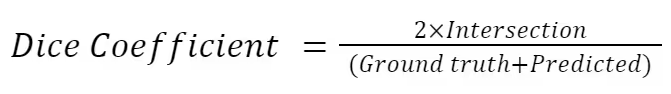 Dice Coefficient = 2×Intersection
(Ground truth+Predicted)